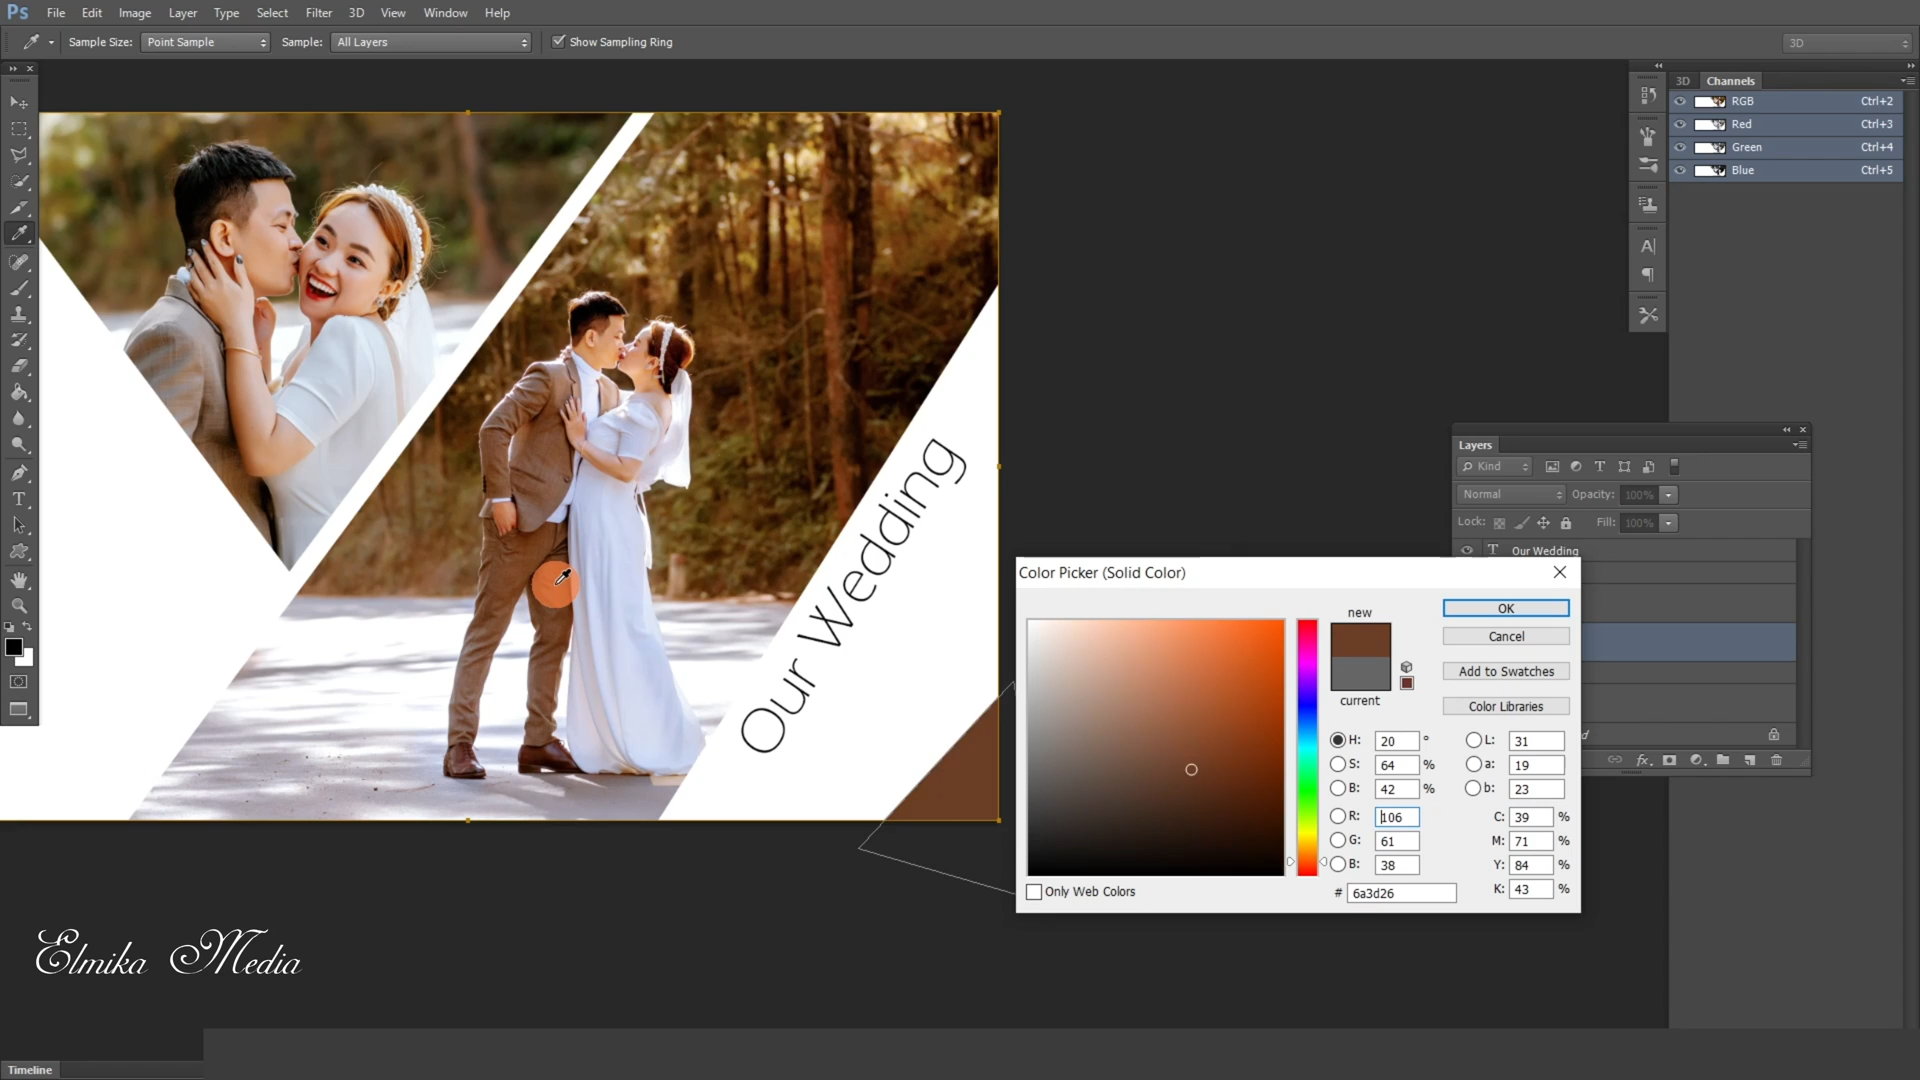 Ps File Edit Image Layer Type Select Filter 3D View Window Help
Sample Size: Point Sample Sample: All Layers Show Sampling Ring 3D
3D Channels
RGB Ctrl+2
Red Ctrl+3
Green Ctrl+4
Blue Ctrl+5
Our Wedding
Layers
Kind
Normal Opacity: 100%
Lock: Fill: 100%
Our Wedding
Color Picker (Solid Color)
new
current
OK
Cancel
Add to Swatches
Color Libraries
H: 20 ° L: 31
S: 64 % a: 19
B: 42 % b: 23
R: 106 C: 39 %
G: 61 M: 71 %
B: 38 Y: 84 %
# 6a3d26 K: 43 %
Only Web Colors
fx
Elmika Media
Timeline